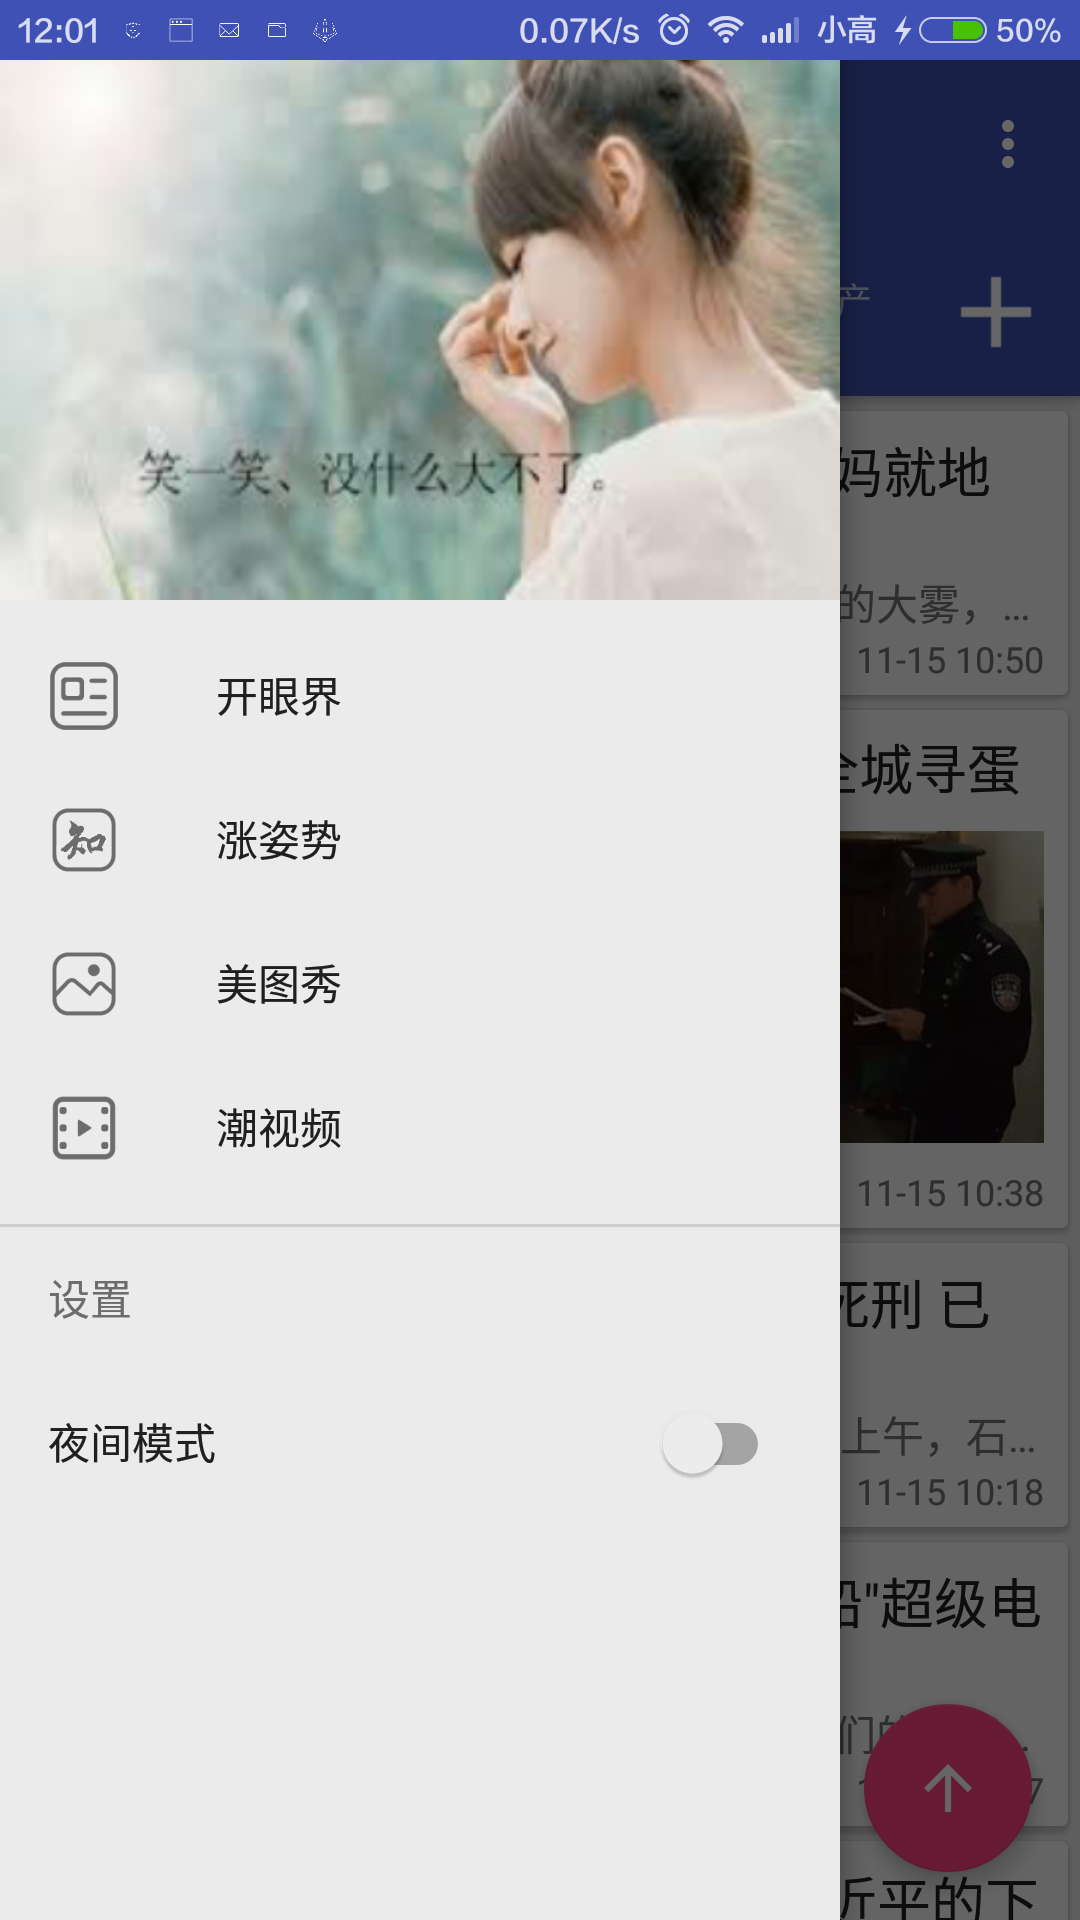 12:01 0.07K/s 小高 50%
产
笑一笑、没什么大不了。
妈就地
的大雾，...
11-15 10:50
开眼界
全城寻蛋
涨姿势
知
美图秀
潮视频
11-15 10:38
设置
死刑 已
夜间模式
上午，石...
11-15 10:18
船"超级电
们的
近平的下